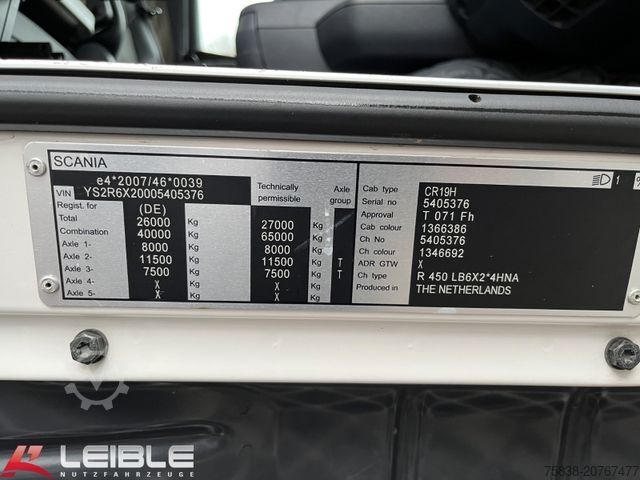 SCANIA
e4*2007/46*0039
VIN YS2R6X20005405376
Regist. for (DE) Technically permissible Axle group
Total 26000 Kg 27000 Kg
Combination 40000 Kg 65000 Kg
Axle 1- 8000 Kg 8000 Kg
Axle 2- 11500 Kg 11500 Kg T
Axle 3- 7500 Kg 7500 Kg T
Axle 4- X Kg X Kg
Axle 5- X Kg X Kg
1
Cab type CR19H
Serial no 5405376
Approval T 071 Fh
Cab colour 1366386
Ch No 5405376
Ch colour 1346692
ADR GTW X
Ch type R 450 LB6X2*4HNA
Produced in THE NETHERLANDS
LEIBLE
NUTZFAHRZEUGE
75838-20767477